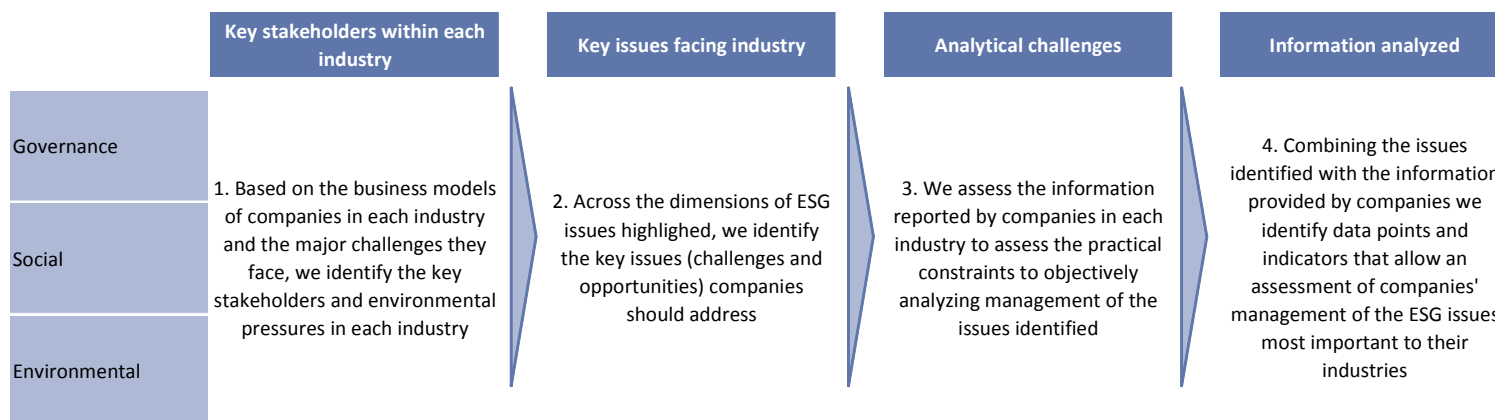 Key stakeholders within each
industry
Key issues facing industry
Analytical challenges
Information analyzed
Governance
Social
Environmental
1. Based on the business models
of companies in each industry
and the major challenges they
face, we identify the key
stakeholders and environmental
pressures in each industry
2. Across the dimensions of ESG
issues highlighed, we identify
the key issues (challenges and
opportunities) companies
should address
3. We assess the information
reported by companies in each
industry to assess the practical
constraints to objectively
analyzing management of the
issues identified
4. Combining the issues
identified with the information
provided by companies we
identify data points and
indicators that allow an
assessment of companies'
management of the ESG issues
most important to their
industries